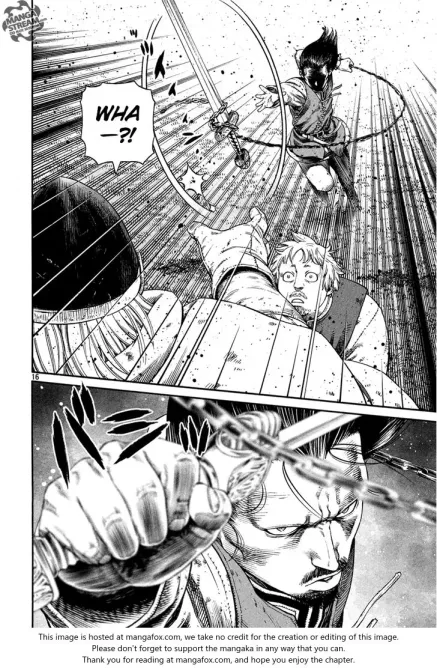 MANGA
STREAM
WHA
—?!
16
This image is hosted at mangafox.com, we take no credit for the creation or editing of this image.
Please don't forget to support the mangaka in any way that you can.
Thank you for reading at mangafox.com, and hope you enjoy the chapter.